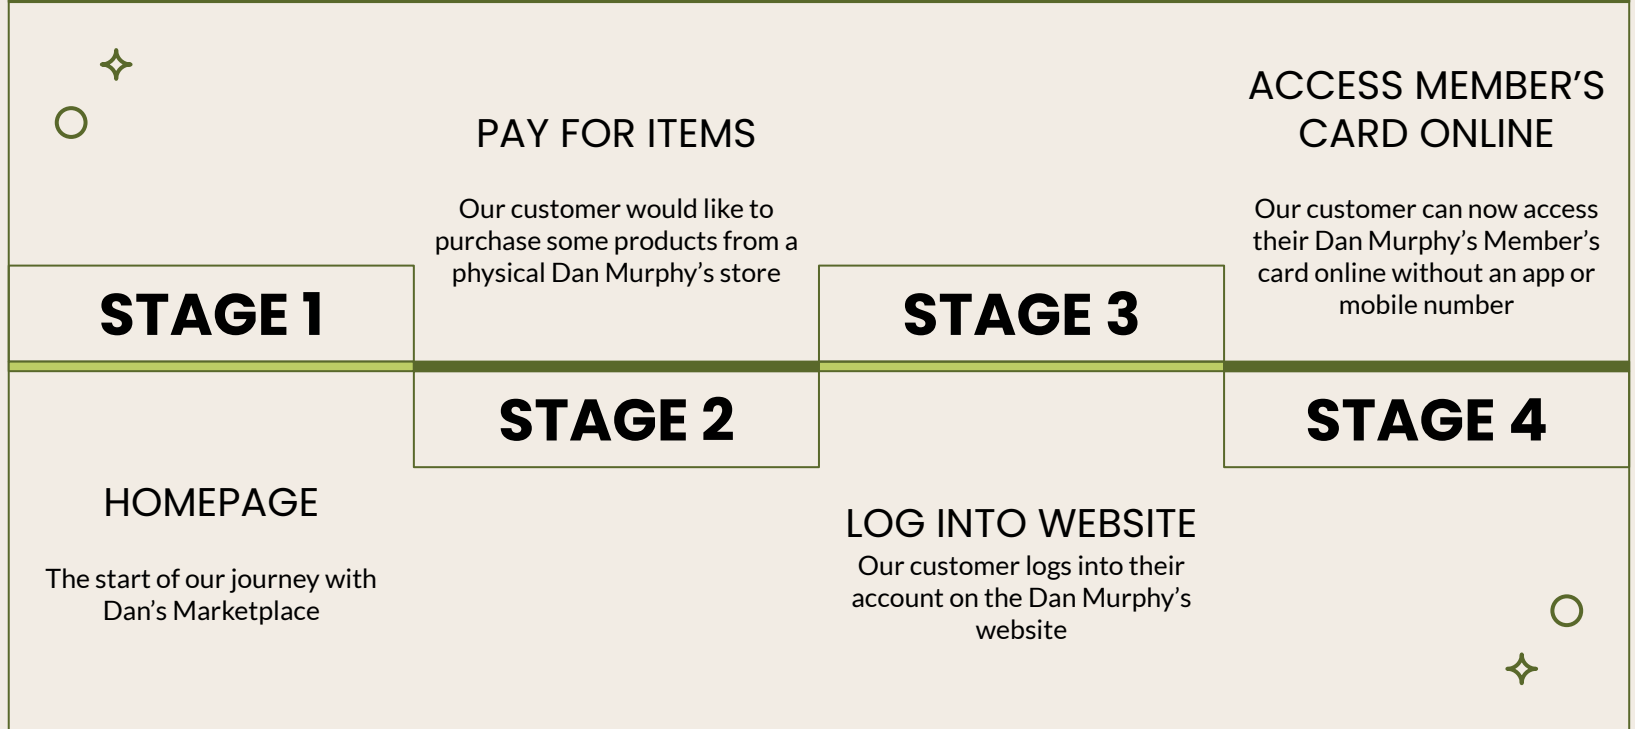 STAGE 1
HOMEPAGE
The start of our journey with
Dan’s Marketplace
PAY FOR ITEMS
Our customer would like to
purchase some products from a
physical Dan Murphy’s store
STAGE 2
STAGE 3
LOG INTO WEBSITE
Our customer logs into their
account on the Dan Murphy’s
website
ACCESS MEMBER’S
CARD ONLINE
Our customer can now access
their Dan Murphy’s Member’s
card online without an app or
mobile number
STAGE 4